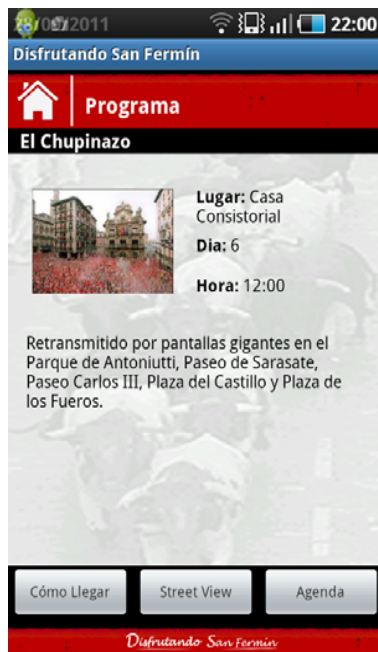 2011
22:00
Disfrutando San Fermín
Programa
El Chupinazo
Lugar: Casa
Consistorial
Dia: 6
Hora: 12:00
Retransmitido por pantallas gigantes en el
Parque de Antoniutti, Paseo de Sarasate,
Paseo Carlos III, Plaza del Castillo y Plaza de
los Fueros.
Cómo Llegar
Street View
Agenda
Disfrutando San Fermín